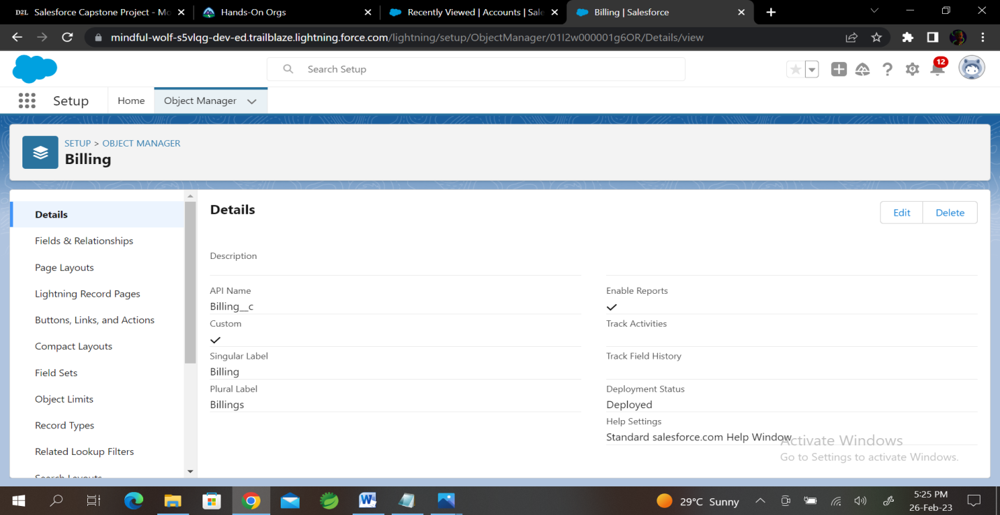 D2L Salesforce Capstone Project - Mo
Hands-On Orgs
Recently Viewed | Accounts | Sale
Billing | Salesforce
mindful-wolf-s5vlqg-dev-ed.trailblaze.lightning.force.com/lightning/setup/ObjectManager/01I2w000001g6OR/Details/view
Search Setup
12
Setup
Home
Object Manager
SETUP > OBJECT MANAGER
Billing
Details
Fields & Relationships
Page Layouts
Lightning Record Pages
Buttons, Links, and Actions
Compact Layouts
Field Sets
Object Limits
Record Types
Related Lookup Filters
Search Layouts
Details
Edit
Delete
Description
API Name
Billing__c
Custom
Singular Label
Billing
Plural Label
Billings
Enable Reports
Track Activities
Track Field History
Deployment Status
Deployed
Help Settings
Standard salesforce.com Help Window
Activate Windows
Go to Settings to activate Windows.
29°C Sunny
5:25 PM
26-Feb-23